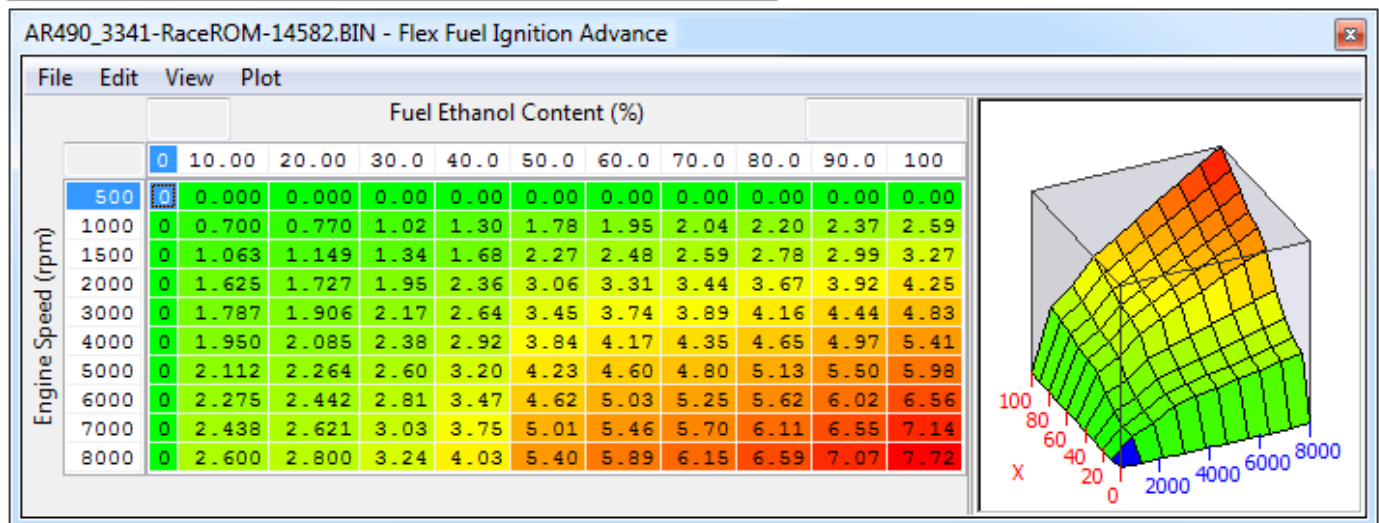 AR490_3341-RaceROM-14582.BIN - Flex Fuel Ignition Advance
File Edit View Plot
Fuel Ethanol Content (%)
0 10.00 20.00 30.0 40.0 50.0 60.0 70.0 80.0 90.0 100
Engine Speed (rpm)
500 0 0.000 0.000 0.00 0.00 0.00 0.00 0.00 0.00 0.00 0.00
1000 0 0.700 0.770 1.02 1.30 1.78 1.95 2.04 2.20 2.37 2.59
1500 0 1.063 1.149 1.34 1.68 2.27 2.48 2.59 2.78 2.99 3.27
2000 0 1.625 1.727 1.95 2.36 3.06 3.31 3.44 3.67 3.92 4.25
3000 0 1.787 1.906 2.17 2.64 3.45 3.74 3.89 4.16 4.44 4.83
4000 0 1.950 2.085 2.38 2.92 3.84 4.17 4.35 4.65 4.97 5.41
5000 0 2.112 2.264 2.60 3.20 4.23 4.60 4.80 5.13 5.50 5.98
6000 0 2.275 2.442 2.81 3.47 4.62 5.03 5.25 5.62 6.02 6.56
7000 0 2.438 2.621 3.03 3.75 5.01 5.46 5.70 6.11 6.55 7.14
8000 0 2.600 2.800 3.24 4.03 5.40 5.89 6.15 6.59 7.07 7.72
100 80 60 40 20 0
X
2000 4000 6000 8000